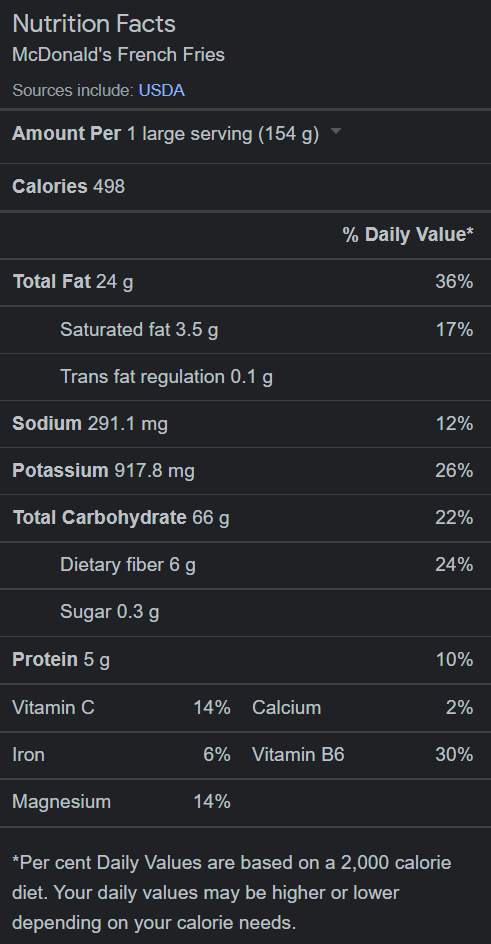 Nutrition Facts
McDonald's French Fries
Sources include: USDA
Amount Per 1 large serving (154 g)
Calories 498
% Daily Value*
Total Fat 24 g 36%
Saturated fat 3.5 g 17%
Trans fat regulation 0.1 g
Sodium 291.1 mg 12%
Potassium 917.8 mg 26%
Total Carbohydrate 66 g 22%
Dietary fiber 6 g 24%
Sugar 0.3 g
Protein 5 g 10%
Vitamin C 14% Calcium 2%
Iron 6% Vitamin B6 30%
Magnesium 14%
*Per cent Daily Values are based on a 2,000 calorie
diet. Your daily values may be higher or lower
depending on your calorie needs.